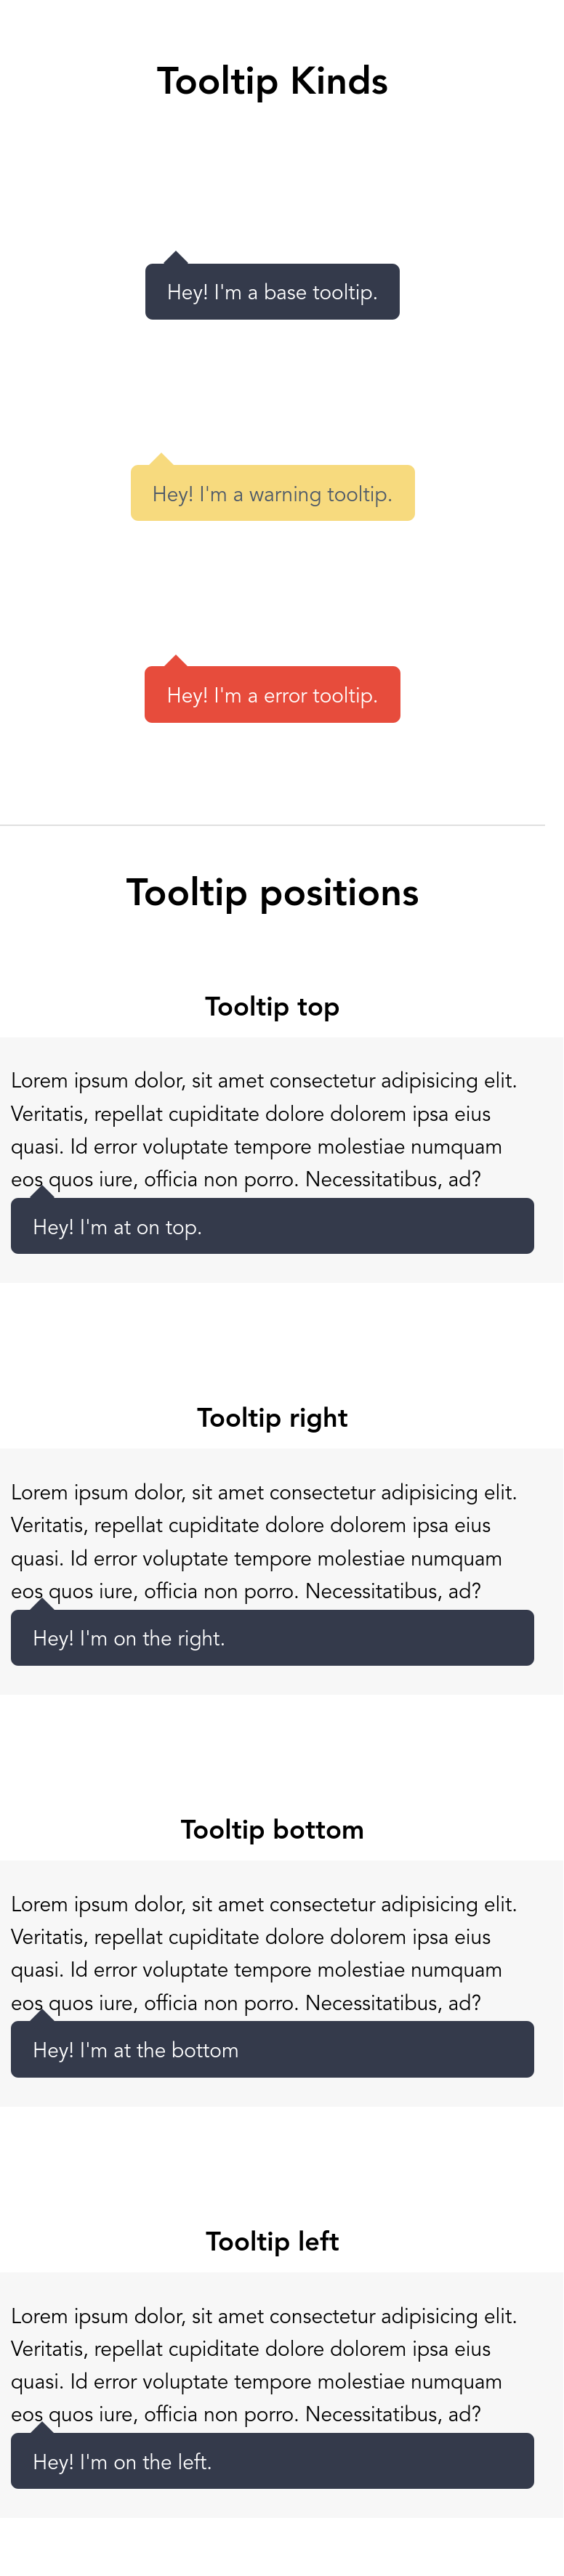 Tooltip Kinds
Hey! I'm a base tooltip.
Hey! I'm a warning tooltip.
Hey! I'm a error tooltip.
Tooltip positions
Tooltip top
Lorem ipsum dolor, sit amet consectetur adipisicing elit.
Veritatis, repellat cupiditate dolore dolorem ipsa eius
quasi. Id error voluptate tempore molestiae numquam
eos quos iure, officia non porro. Necessitatibus, ad?
Hey! I'm at on top.
Tooltip right
Lorem ipsum dolor, sit amet consectetur adipisicing elit.
Veritatis, repellat cupiditate dolore dolorem ipsa eius
quasi. Id error voluptate tempore molestiae numquam
eos quos iure, officia non porro. Necessitatibus, ad?
Hey! I'm on the right.
Tooltip bottom
Lorem ipsum dolor, sit amet consectetur adipisicing elit.
Veritatis, repellat cupiditate dolore dolorem ipsa eius
quasi. Id error voluptate tempore molestiae numquam
eos quos iure, officia non porro. Necessitatibus, ad?
Hey! I'm at the bottom
Tooltip left
Lorem ipsum dolor, sit amet consectetur adipisicing elit.
Veritatis, repellat cupiditate dolore dolorem ipsa eius
quasi. Id error voluptate tempore molestiae numquam
eos quos iure, officia non porro. Necessitatibus, ad?
Hey! I'm on the left.